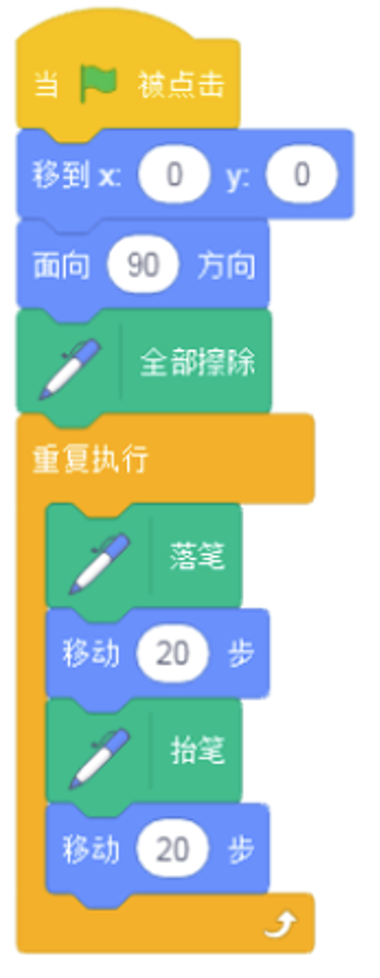 当 被点击
移到 x: 0 y: 0
面向 90 方向
全部擦除
重复执行
落笔
移动 20 步
抬笔
移动 20 步